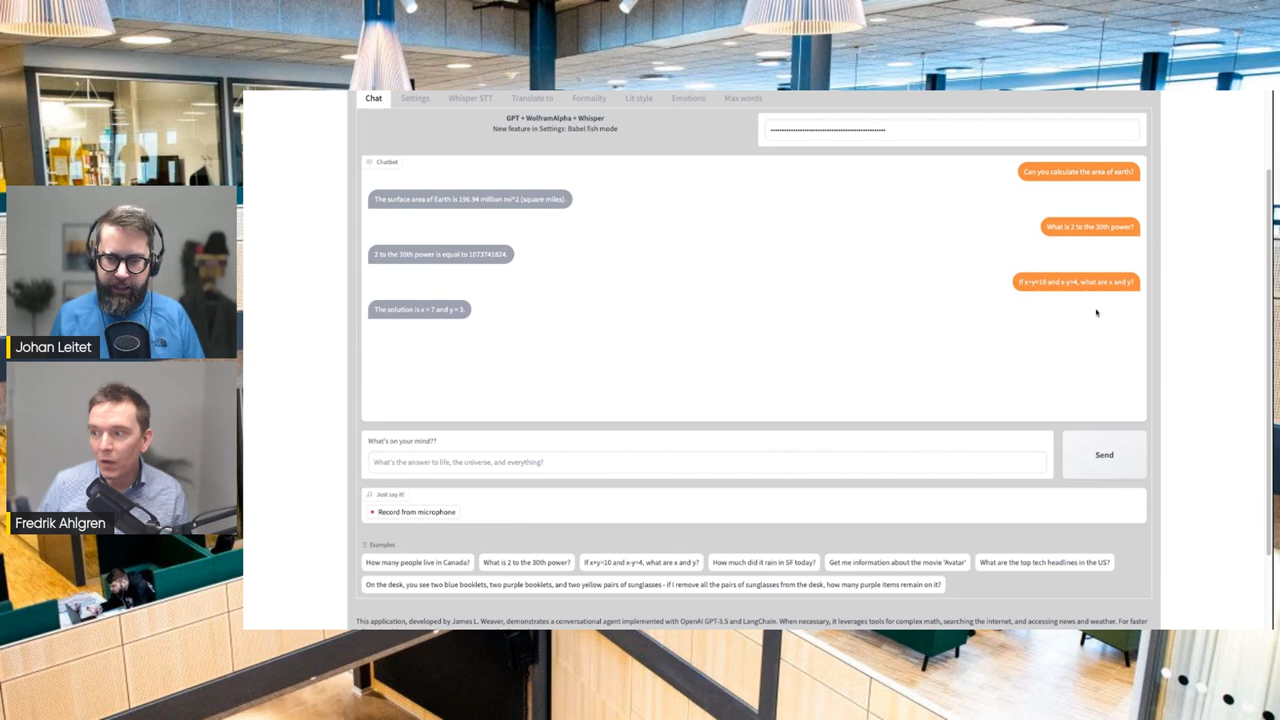 Chat Settings Whisper STT Translate to Formality Lit style Emotions Max words
GPT + WolframAlpha + Whisper
New feature in Settings: Babel fish mode
Chatbot
Can you calculate the area of earth?
The surface area of Earth is 196.94 million mi^2 (square miles).
What is 2 to the 30th power?
2 to the 30th power is equal to 1073741824.
If x+y=10 and x-y=4, what are x and y?
The solution is x = 7 and y = 3.
What's on your mind??
What's the answer to life, the universe, and everything?
Send
Just say it!
Record from microphone
Examples
How many people live in Canada? What is 2 to the 30th power? If x+y=10 and x-y=4, what are x and y? How much did it rain in SF today? Get me information about the movie 'Avatar' What are the top tech headlines in the US?
On the desk, you see two blue booklets, two purple booklets, and two yellow pairs of sunglasses - if I remove all the pairs of sunglasses from the desk, how many purple items remain on it?
This application, developed by James L. Weaver, demonstrates a conversational agent implemented with OpenAI GPT-3.5 and LangChain. When necessary, it leverages tools for complex math, searching the internet, and accessing news and weather. For faster
Johan Leitet
Fredrik Ahlgren